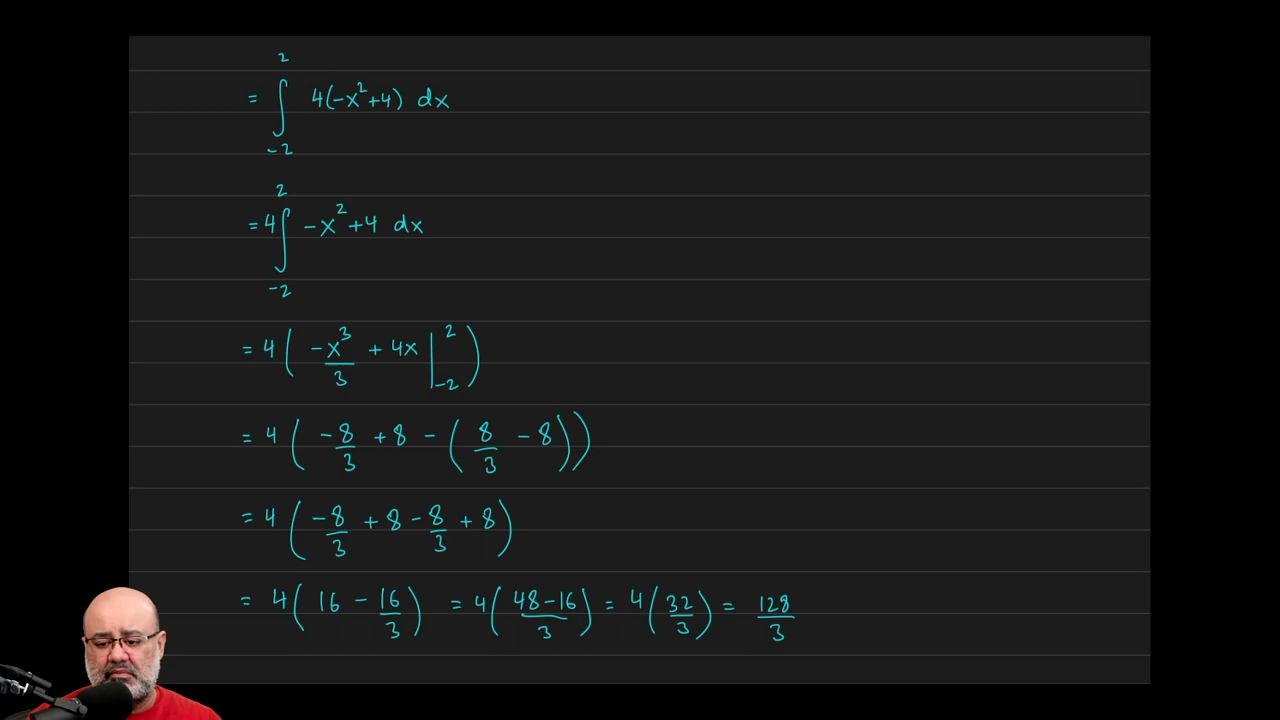 = ∫_{-2}^{2} 4(-x²+4) dx
= 4 ∫_{-2}^{2} -x²+4 dx
= 4 ( -x³/3 + 4x |_{-2}^{2} )
= 4 ( -8/3 + 8 - ( 8/3 - 8 ) )
= 4 ( -8/3 + 8 - 8/3 + 8 )
= 4 ( 16 - 16/3 ) = 4 ( 48-16/3 ) = 4 ( 32/3 ) = 128/3